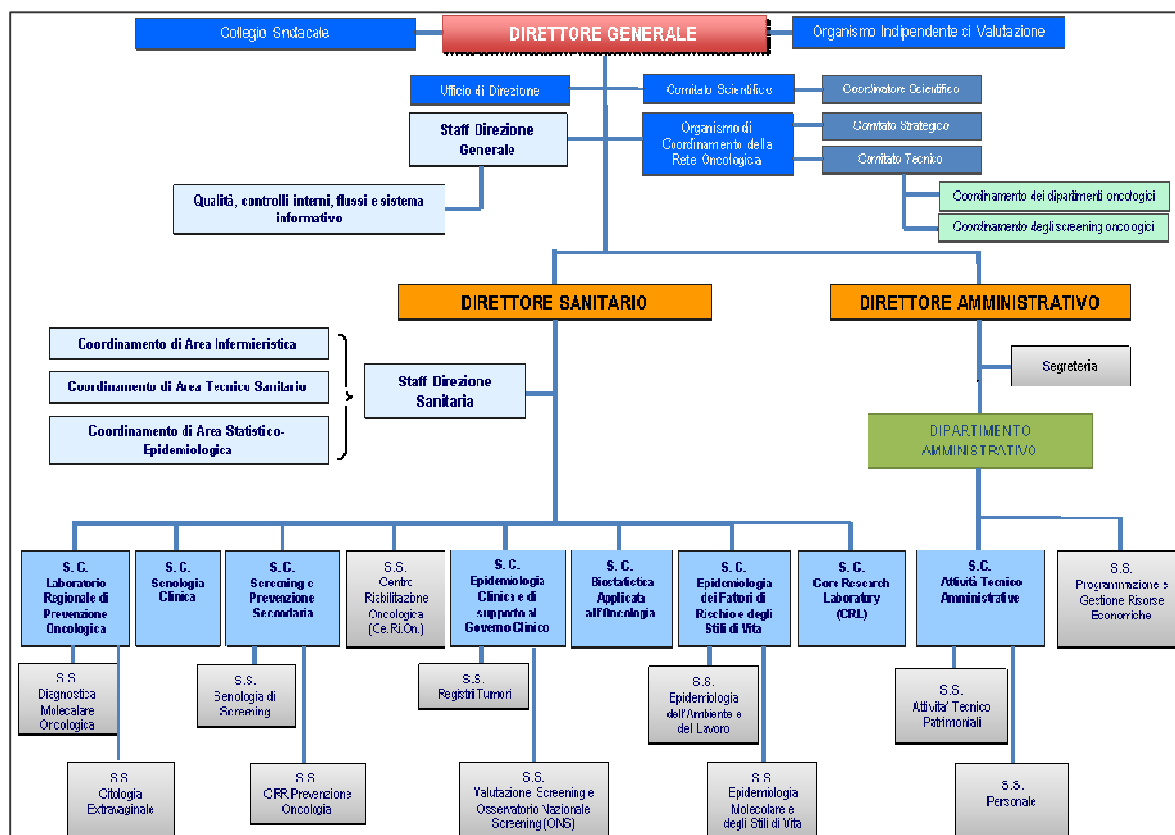 Collegio Sindacale
DIRETTORE GENERALE
Organismo Indipendente di Valutazione
Ufficio di Direzione
Comitato Scientifico
Coordinatore Scientifico
Staff Direzione
Generale
Organismo di
Coordinamento della
Rete Oncologica
Comitato Strategico
Comitato Tecnico
Qualità, controlli interni, flussi e sistema
informativo
Coordinamento dei dipartimenti oncologici
Coordinamento degli screening oncologici
DIRETTORE SANITARIO
DIRETTORE AMMINISTRATIVO
Coordinamento di Area Infermieristica
Coordinamento di Area Tecnico Sanitario
Coordinamento di Area Statistico-
Epidemiologica
Staff Direzione
Sanitaria
Segreteria
DIPARTIMENTO
AMMINISTRATIVO
S. C.
Laboratorio
Regionale di
Prevenzione
Oncologica
S. C.
Senologia
Clinica
S. C.
Screening e
Prevenzione
Secondaria
S.S.
Centro
Riabilitazione
Oncologica
(Ce.Ri.On.)
S. C.
Epidemiologia
Clinica e di
supporto al
Governo Clinico
S. C.
Biostatistica
Applicata
all'Oncologia
S. C.
Epidemiologia
dei Fattori di
Rischio e degli
Stili di Vita
S. C.
Core Research
Laboratory
(CRL)
S. C.
Attività Tecnico
Amministrative
S.S.
Programmazione e
Gestione Risorse
Economiche
S.S
Diagnostica
Molecalare
Oncologica
S.S.
Senologia di
Screening
S.S.
Registri Tumori
S.S.
Epidemiologia
dell'Ambiente e
del Lavoro
S.S.
Attivita' Tecnico
Patrimoniali
S.S
Citologia
Extravaginale
S.S.
CRR Prevenzione
Oncologia
S.S.
Valutazione Screening e
Osservatorio Nazionale
Screening (ONS)
S.S
Epidemiologia
Molecolare e
degli Stili di Vita
S.S.
Personale